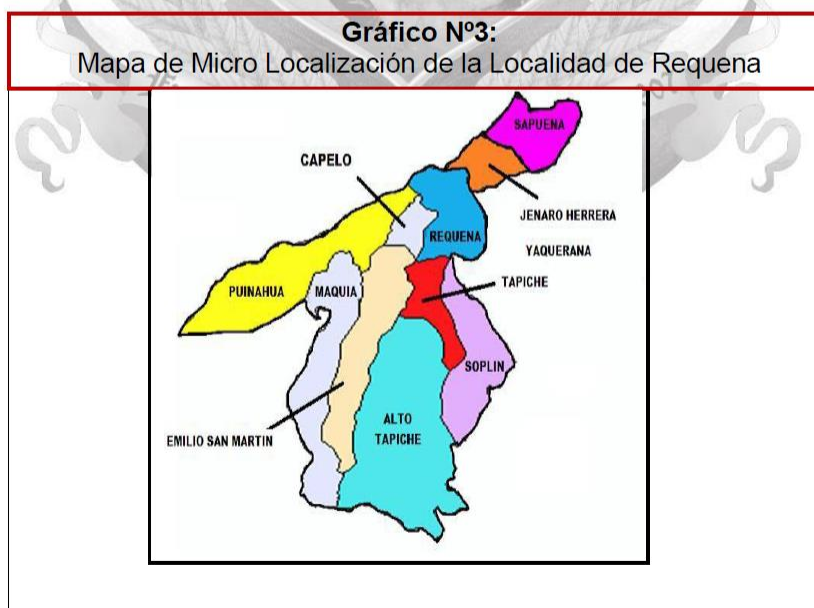 Gráfico Nº3:
Mapa de Micro Localización de la Localidad de Requena
SAPUENA
CAPELO
JENARO HERRERA
REQUENA
YAQUERANA
TAPICHE
PUINAHUA
MAQUIA
SOPLIN
ALTO
TAPICHE
EMILIO SAN MARTIN